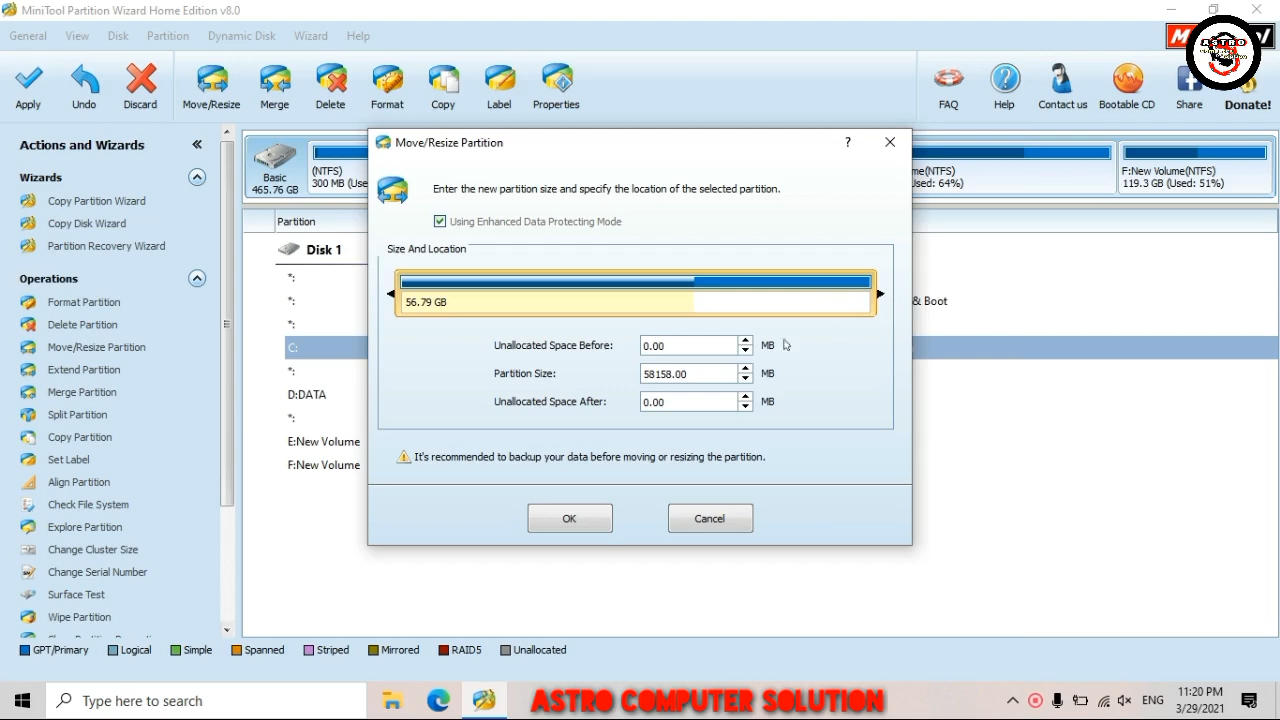 MiniTool Partition Wizard Home Edition v8.0
General View Disk Partition Dynamic Disk Wizard Help
ASTRO
Apply Undo Discard Move/Resize Merge Delete Format Copy Label Properties FAQ Help Contact us Bootable CD Share Donate!
Actions and Wizards
Wizards
Copy Partition Wizard
Copy Disk Wizard
Partition Recovery Wizard
Operations
Format Partition
Delete Partition
Move/Resize Partition
Extend Partition
Merge Partition
Split Partition
Copy Partition
Set Label
Align Partition
Check File System
Explore Partition
Change Cluster Size
Change Serial Number
Surface Test
Wipe Partition
Basic
465.76 GB
(NTFS)
300 MB (Use
me(NTFS)
sed: 64%)
F:New Volume(NTFS)
119.3 GB (Used: 51%)
Partition
Disk 1
*:
*:
& Boot
*:
C:
*:
D:DATA
*:
E:New Volume
F:New Volume
Move/Resize Partition
?
Enter the new partition size and specify the location of the selected partition.
Using Enhanced Data Protecting Mode
Size And Location
56.79 GB
Unallocated Space Before: 0.00 MB
Partition Size: 58158.00 MB
Unallocated Space After: 0.00 MB
It's recommended to backup your data before moving or resizing the partition.
OK Cancel
GPT/Primary Logical Simple Spanned Striped Mirrored RAID5 Unallocated
Type here to search
ASTRO COMPUTER SOLUTION
ENG
11:20 PM
3/29/2021